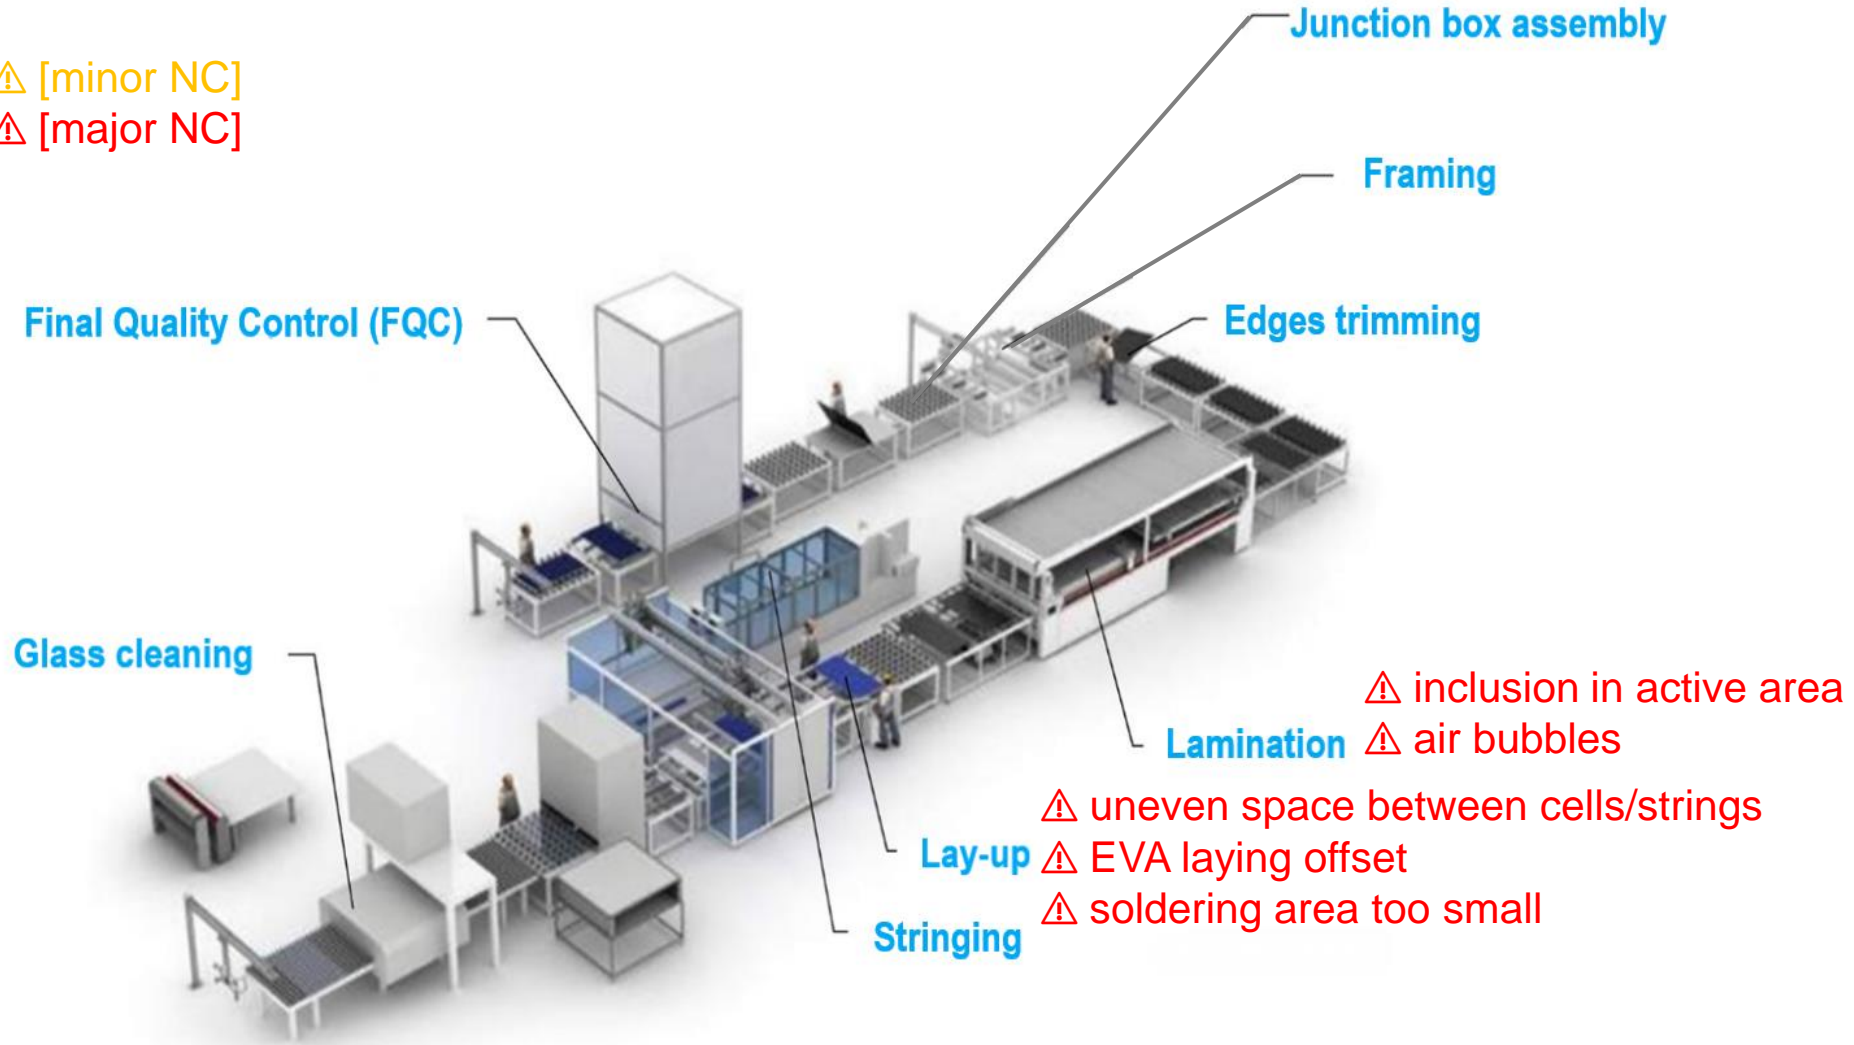 Junction box assembly
⚠ [minor NC]
⚠ [major NC]
Framing
Final Quality Control (FQC)
Edges trimming
Glass cleaning
Lamination
⚠ inclusion in active area
⚠ air bubbles
Lay-up
⚠ uneven space between cells/strings
⚠ EVA laying offset
⚠ soldering area too small
Stringing